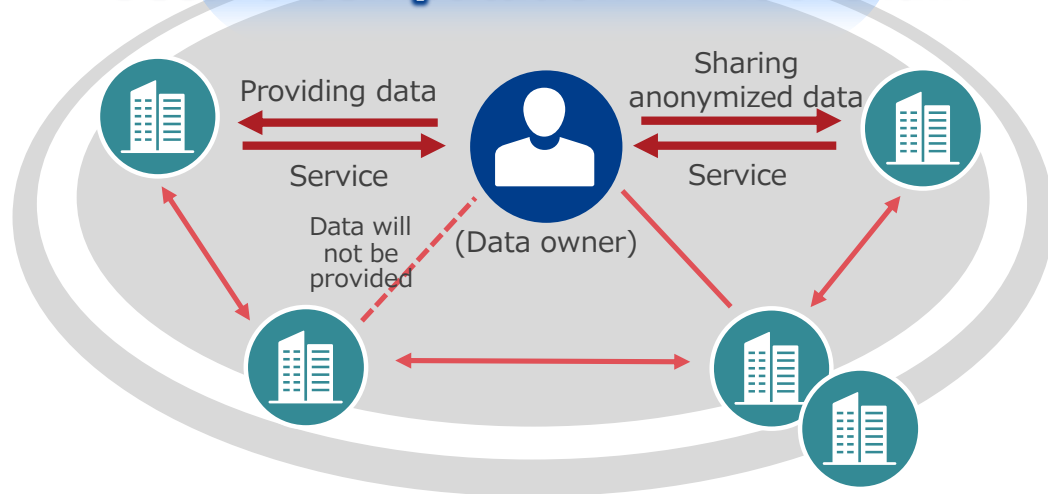 Providing data
Service
Sharing
anonymized data
Service
Data will
not be
provided
(Data owner)